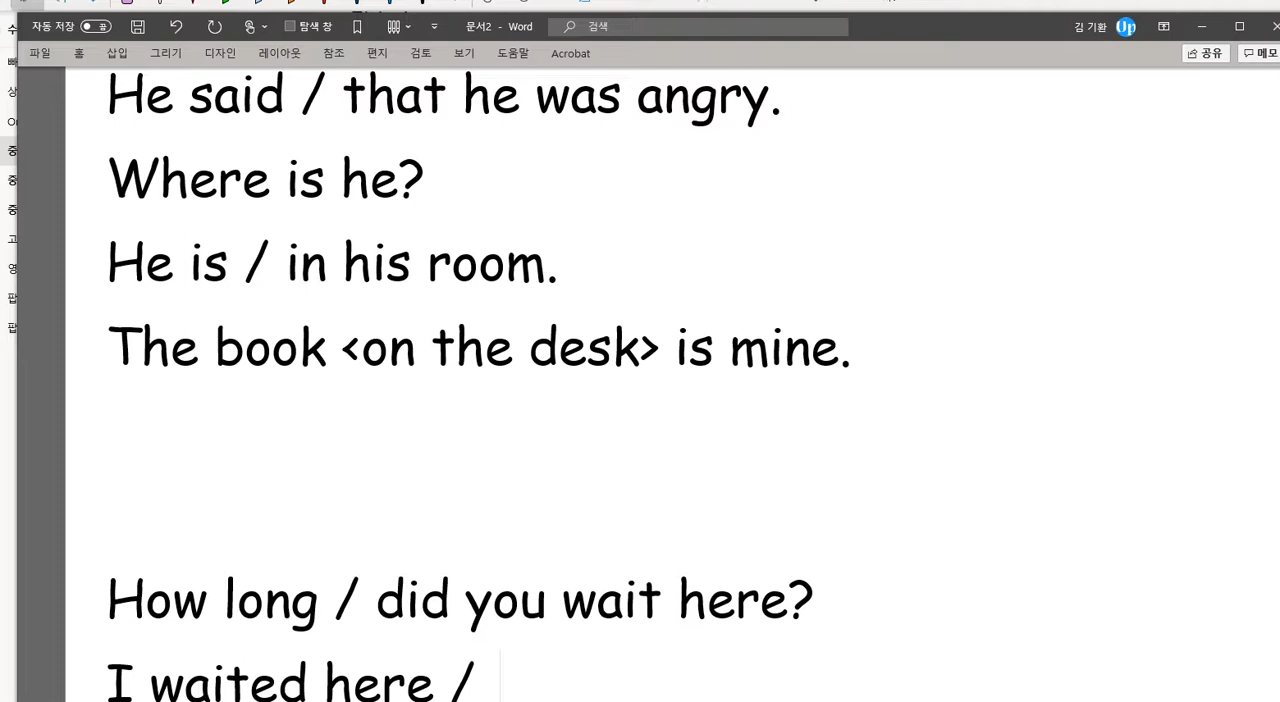 자동 저장 끔 탐색 창 문서2 - Word 검색 김 기환 Up
파일 홈 삽입 그리기 디자인 레이아웃 참조 편지 검토 보기 도움말 Acrobat 공유 메모
He said / that he was angry.
Where is he?
He is / in his room.
The book <on the desk> is mine.
How long / did you wait here?
I waited here /